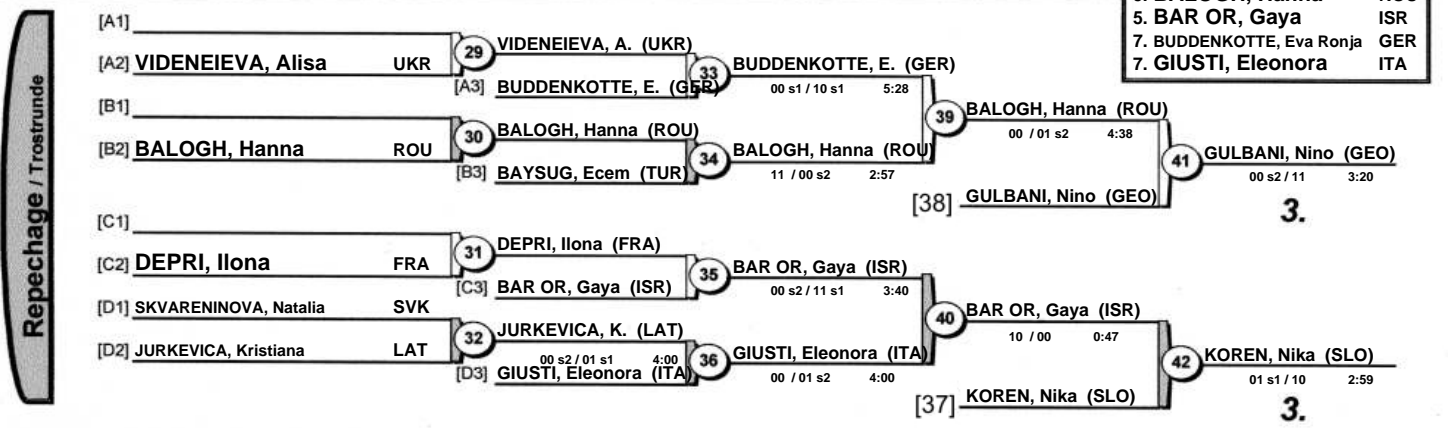 5. BAR OR, Gaya ISR
7. BUDDENKOTTE, Eva Ronja GER
7. GIUSTI, Eleonora ITA
Repechage / Trostrunde
[A1]
[A2] VIDENEIEVA, Alisa UKR
29
VIDENEIEVA, A. (UKR)
[A3] BUDDENKOTTE, E. (GER)
33
BUDDENKOTTE, E. (GER)
00 s1 / 10 s1 5:28
[B1]
[B2] BALOGH, Hanna ROU
30
BALOGH, Hanna (ROU)
[B3] BAYSUG, Ecem (TUR)
34
BALOGH, Hanna (ROU)
11 / 00 s2 2:57
39
BALOGH, Hanna (ROU)
00 / 01 s2 4:38
[38] GULBANI, Nino (GEO)
41
GULBANI, Nino (GEO)
00 s2 / 11 3:20
3.
[C1]
[C2] DEPRI, Ilona FRA
31
DEPRI, Ilona (FRA)
[C3] BAR OR, Gaya (ISR)
35
BAR OR, Gaya (ISR)
00 s2 / 11 s1 3:40
[D1] SKVARENINOVA, Natalia SVK
[D2] JURKEVICA, Kristiana LAT
32
JURKEVICA, K. (LAT)
00 s2 / 01 s1 4:00
[D3] GIUSTI, Eleonora (ITA)
36
GIUSTI, Eleonora (ITA)
00 / 01 s2 4:00
40
BAR OR, Gaya (ISR)
10 / 00 0:47
[37] KOREN, Nika (SLO)
42
KOREN, Nika (SLO)
01 s1 / 10 2:59
3.